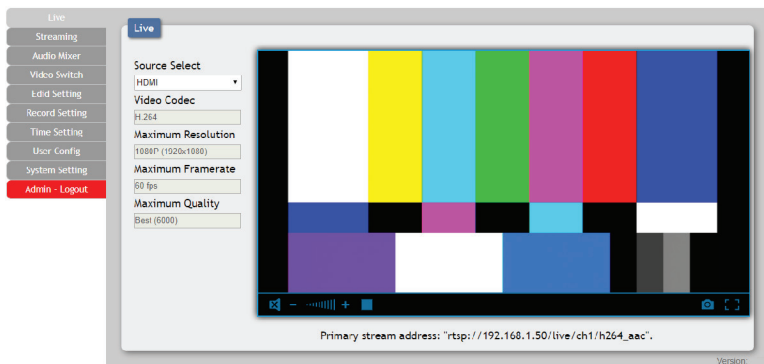 Live
Streaming
Audio Mixer
Video Switch
Edid Setting
Record Setting
Time Setting
User Config
System Setting
Admin - Logout
Live
Source Select
HDMI
Video Codec
H.264
Maximum Resolution
1080P (1920x1080)
Maximum Framerate
60 fps
Maximum Quality
Best (6000)
Primary stream address: "rtsp://192.168.1.50/live/ch1/h264_aac".
Version: